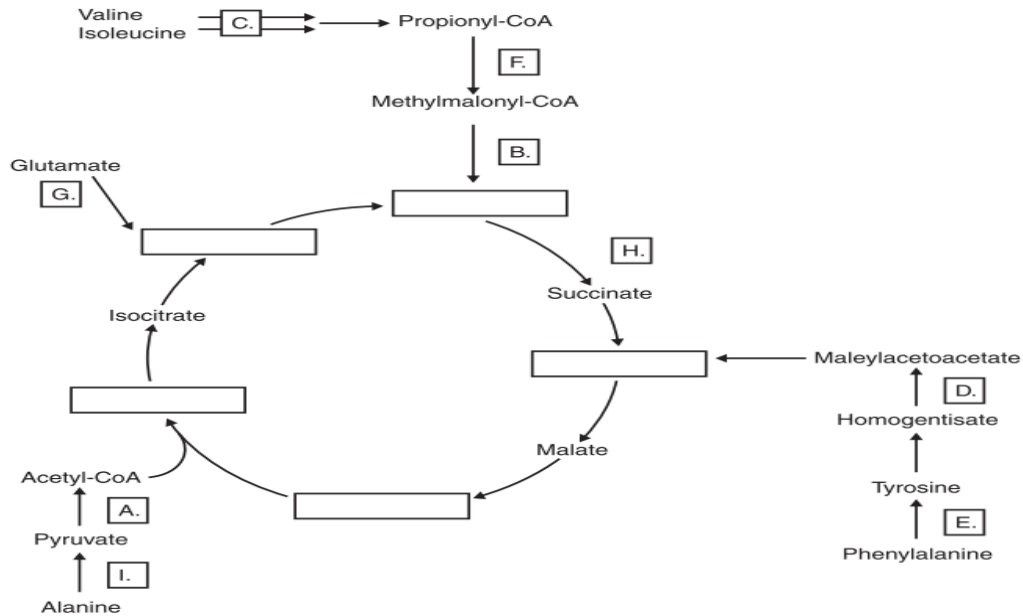 Valine
Isoleucine
C.
Propionyl-CoA
F.
Methylmalonyl-CoA
B.
Glutamate
G.
H.
Succinate
Isocitrate
Maleylacetoacetate
D.
Homogentisate
Malate
Acetyl-CoA
Tyrosine
A.
E.
Pyruvate
Phenylalanine
I.
Alanine